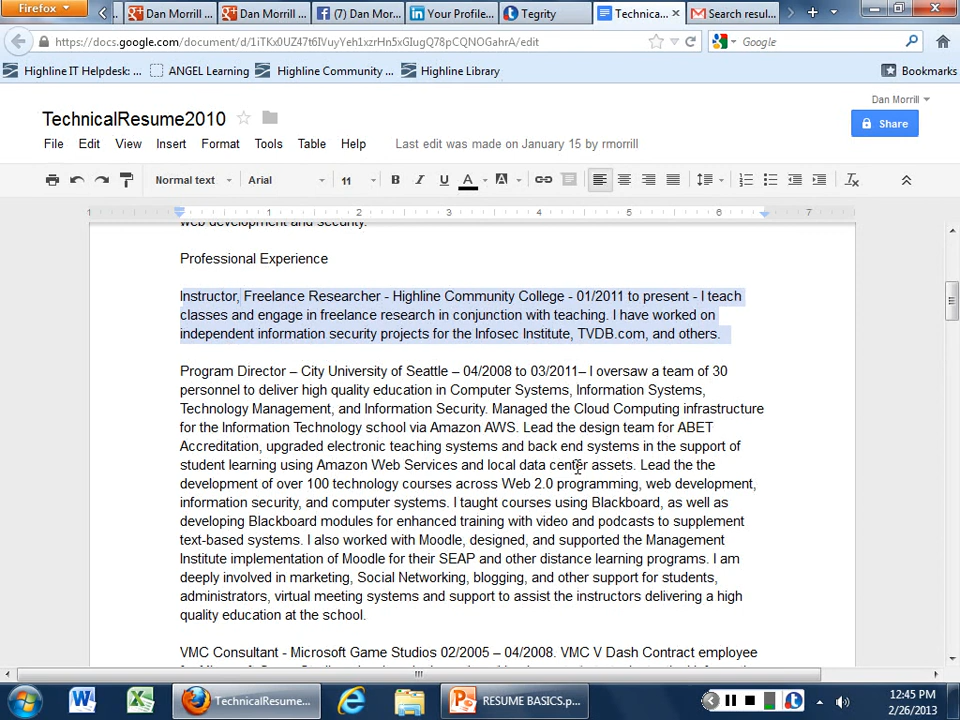 Firefox
Dan Morrill ...
Dan Morrill ...
(7) Dan Mor...
Your Profile...
Tegrity
Technica...
Search resul...
https://docs.google.com/document/d/1iTKx0UZ47t6IVuyYeh1xzrHn5xGIugQ78pCQNOGahrA/edit
Google
Highline IT Helpdesk: ...
ANGEL Learning
Highline Community ...
Highline Library
Bookmarks
Dan Morrill
TechnicalResume2010
Share
File Edit View Insert Format Tools Table Help Last edit was made on January 15 by rmorrill
Normal text Arial 11 B I U A A
1 1 2 3 4 5 6 7
web development and security.
Professional Experience
Instructor, Freelance Researcher - Highline Community College - 01/2011 to present - I teach
classes and engage in freelance research in conjunction with teaching. I have worked on
independent information security projects for the Infosec Institute, TVDB.com, and others.
Program Director – City University of Seattle – 04/2008 to 03/2011– I oversaw a team of 30
personnel to deliver high quality education in Computer Systems, Information Systems,
Technology Management, and Information Security. Managed the Cloud Computing infrastructure
for the Information Technology school via Amazon AWS. Lead the design team for ABET
Accreditation, upgraded electronic teaching systems and back end systems in the support of
student learning using Amazon Web Services and local data center assets. Lead the the
development of over 100 technology courses across Web 2.0 programming, web development,
information security, and computer systems. I taught courses using Blackboard, as well as
developing Blackboard modules for enhanced training with video and podcasts to supplement
text-based systems. I also worked with Moodle, designed, and supported the Management
Institute implementation of Moodle for their SEAP and other distance learning programs. I am
deeply involved in marketing, Social Networking, blogging, and other support for students,
administrators, virtual meeting systems and support to assist the instructors delivering a high
quality education at the school.
VMC Consultant - Microsoft Game Studios 02/2005 – 04/2008. VMC V Dash Contract employee
TechnicalResume...
RESUME BASICS.p...
12:45 PM
2/26/2013